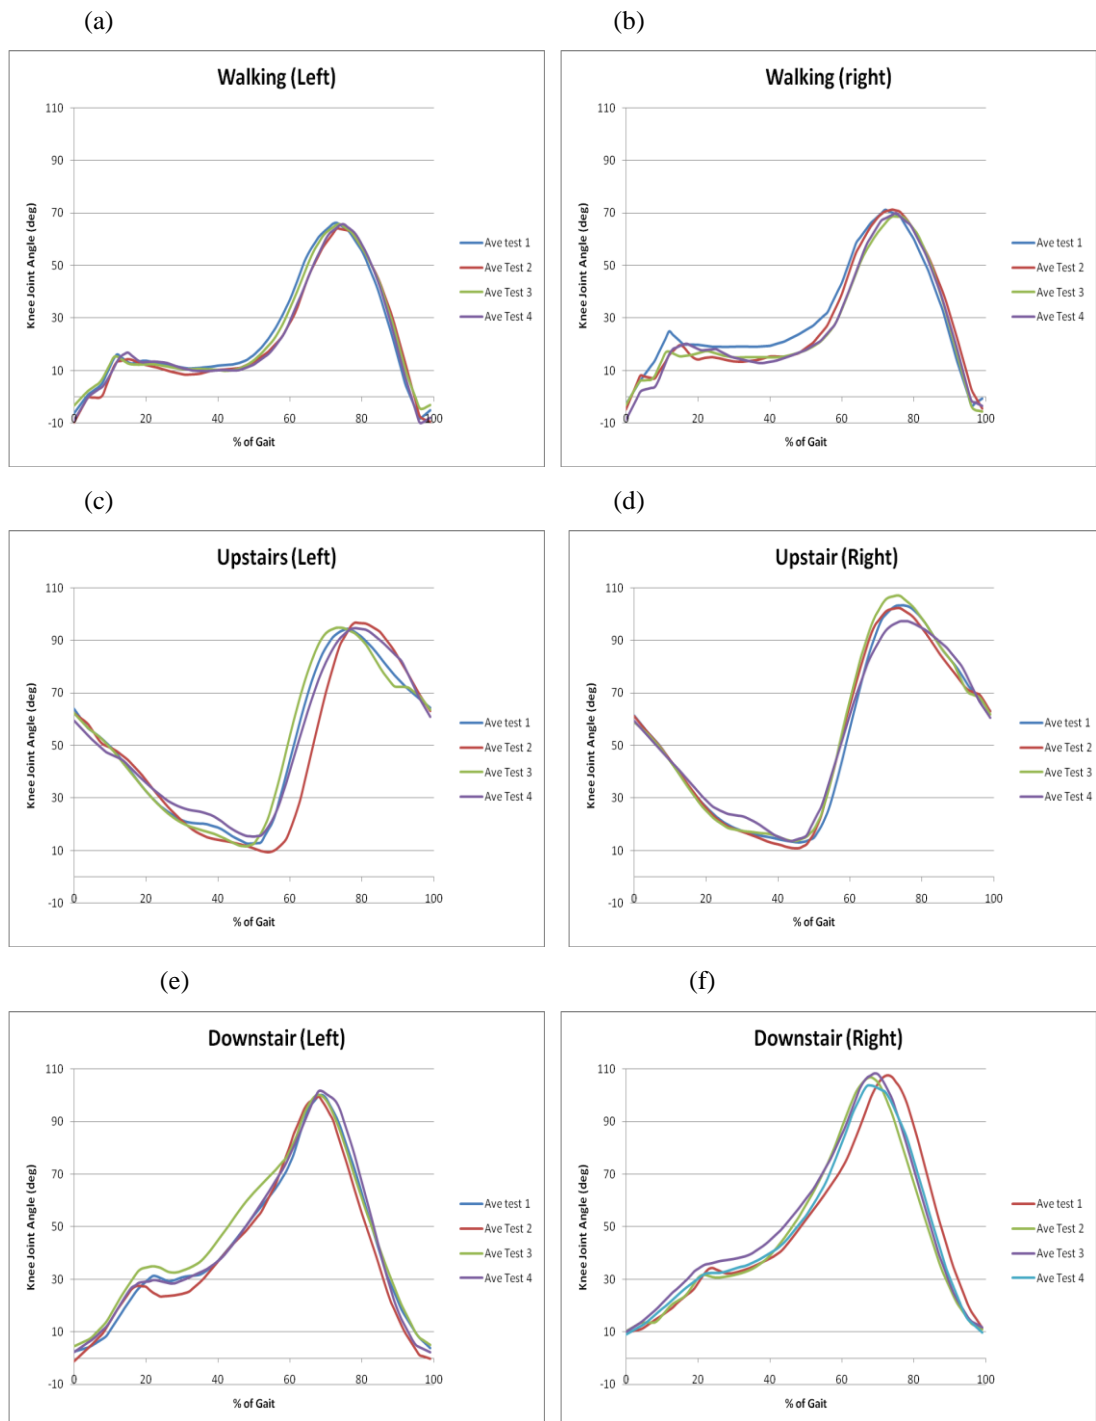 (a)
(b)
Walking (Left)
110
90
70
50
30
10
-10
0
20
40
60
80
100
Knee Joint Angle (deg)
% of Gait
Ave test 1
Ave Test 2
Ave Test 3
Ave Test 4
Walking (right)
110
90
70
50
30
10
-10
0
20
40
60
80
100
Knee Joint Angle (deg)
% of Gait
Ave test 1
Ave Test 2
Ave Test 3
Ave Test 4
(c)
(d)
Upstairs (Left)
110
90
70
50
30
10
-10
0
20
40
60
80
100
Knee Joint Angle (deg)
% of Gait
Ave test 1
Ave Test 2
Ave Test 3
Ave Test 4
Upstair (Right)
110
90
70
50
30
10
-10
0
20
40
60
80
100
Knee Joint Angle (deg)
% of Gait
Ave test 1
Ave Test 2
Ave Test 3
Ave Test 4
(e)
(f)
Downstair (Left)
110
90
70
50
30
10
-10
0
20
40
60
80
100
Knee Joint Angle (deg)
% of Gait
Ave test 1
Ave Test 2
Ave Test 3
Ave Test 4
Downstair (Right)
110
90
70
50
30
10
-10
0
20
40
60
80
100
Knee Joint Angle (deg)
% of Gait
Ave test 1
Ave Test 2
Ave Test 3
Ave Test 4